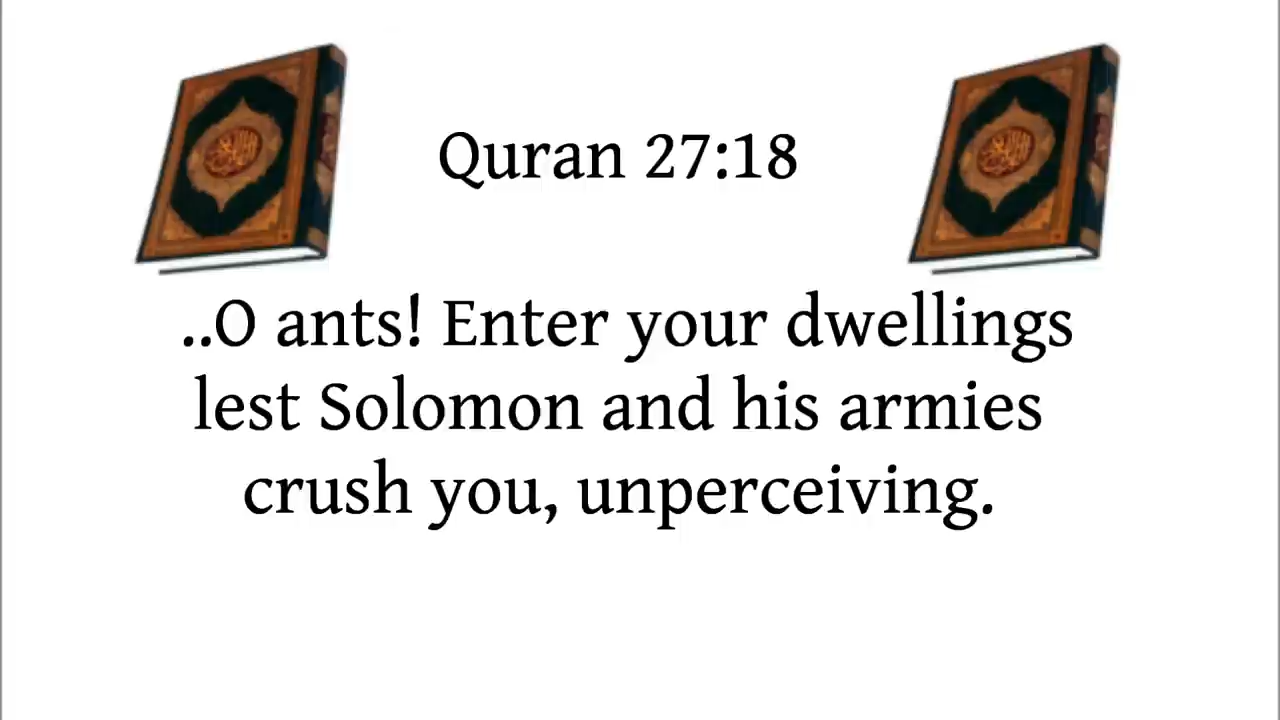 Quran 27:18
..O ants! Enter your dwellings
lest Solomon and his armies
crush you, unperceiving.